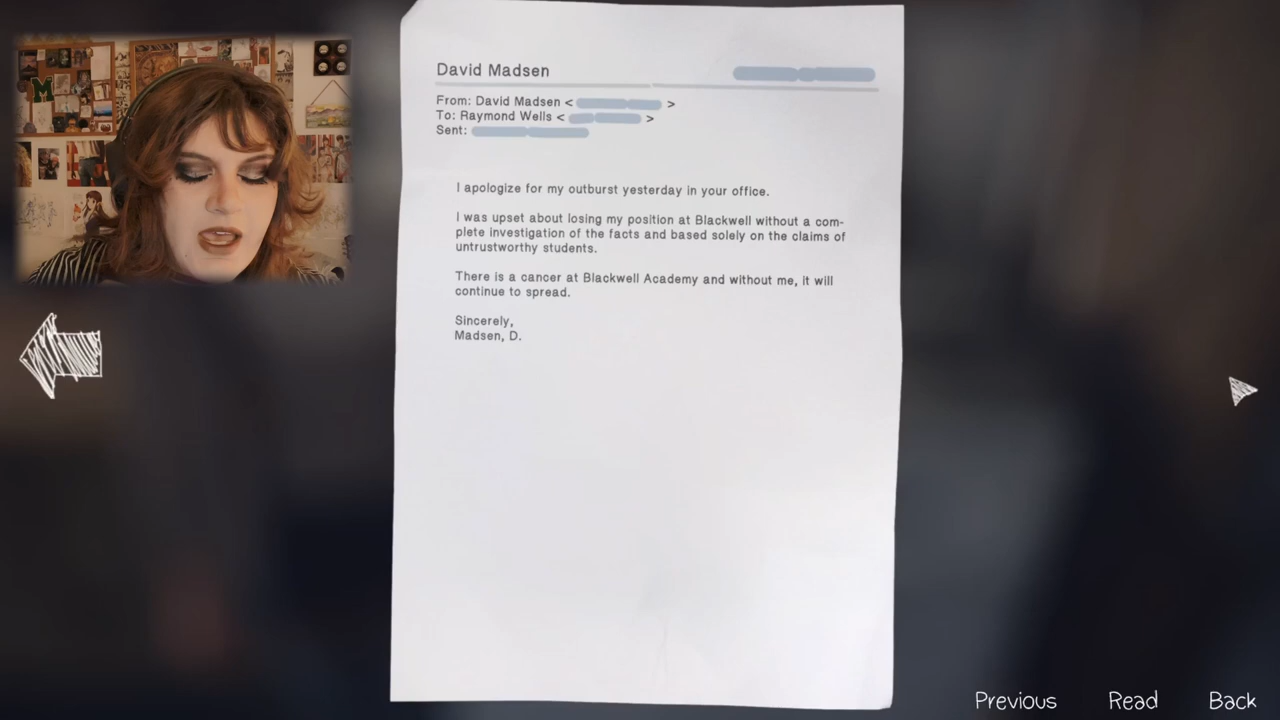 David Madsen
From: David Madsen < >
To: Raymond Wells < >
Sent:
I apologize for my outburst yesterday in your office.
I was upset about losing my position at Blackwell without a com-
plete investigation of the facts and based solely on the claims of
untrustworthy students.
There is a cancer at Blackwell Academy and without me, it will
continue to spread.
Sincerely,
Madsen, D.
Previous Read Back